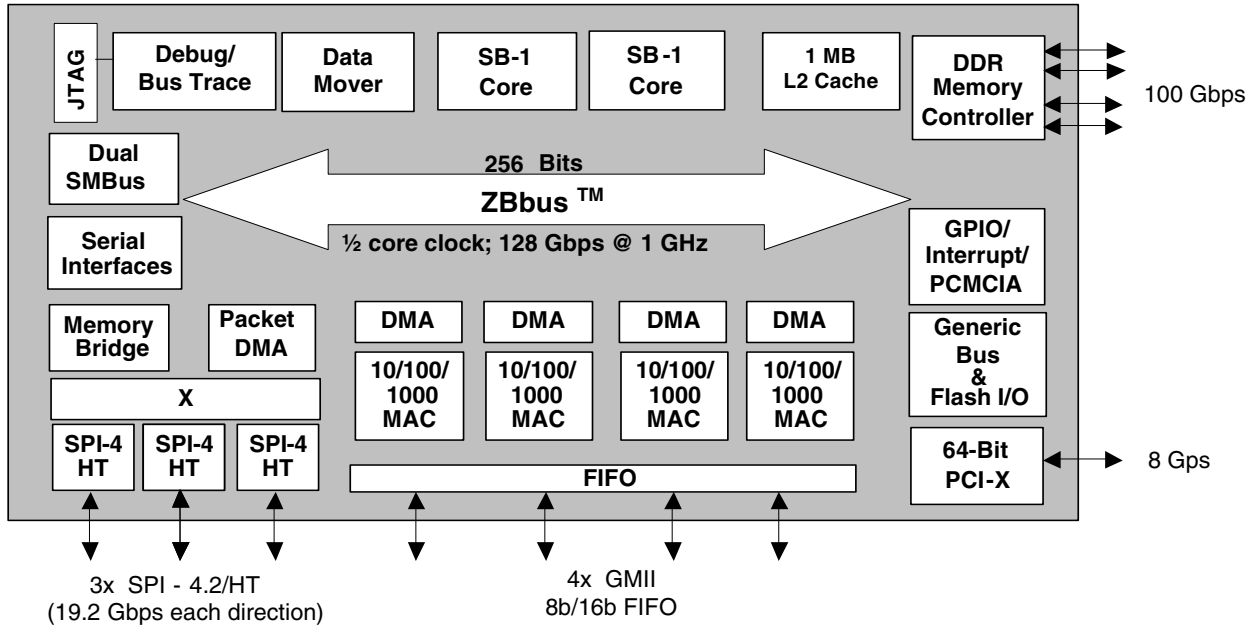 JTAG
Debug/
Bus Trace
Data
Mover
SB-1
Core
SB-1
Core
1 MB
L2 Cache
DDR
Memory
Controller
100 Gbps
Dual
SMBus
256 Bits
ZBbus TM
½ core clock; 128 Gbps @ 1 GHz
Serial
Interfaces
GPIO/
Interrupt/
PCMCIA
Memory
Bridge
Packet
DMA
DMA
DMA
DMA
DMA
Generic
Bus
&
Flash I/O
10/100/
1000
MAC
10/100/
1000
MAC
10/100/
1000
MAC
10/100/
1000
MAC
X
SPI-4
HT
SPI-4
HT
SPI-4
HT
FIFO
64-Bit
PCI-X
8 Gps
3x SPI - 4.2/HT
(19.2 Gbps each direction)
4x GMII
8b/16b FIFO